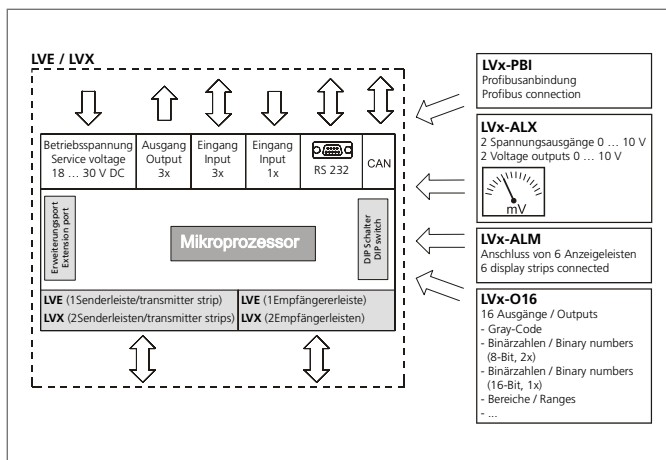 LVE / LVX
Betriebsspannung
Service voltage
18 ... 30 V DC
Ausgang
Output
3x
Eingang
Input
3x
Eingang
Input
1x
RS 232
CAN
Erweiterungsport
Extension port
Mikroprozessor
DIP Schalter
DIP switch
LVE (1Senderleiste/transmitter strip)
LVX (2Senderleisten/transmitter strips)
LVE (1Empfängererleiste)
LVX (2Empfängerleisten)
LVx-PBI
Profibusanbindung
Profibus connection
LVx-ALX
2 Spannungsausgänge 0 ... 10 V
2 Voltage outputs 0 ... 10 V
mV
LVx-ALM
Anschluss von 6 Anzeigeleisten
6 display strips connected
LVx-O16
16 Ausgänge / Outputs
- Gray-Code
- Binärzahlen / Binary numbers
(8-Bit, 2x)
- Binärzahlen / Binary numbers
(16-Bit, 1x)
- Bereiche / Ranges
- ...